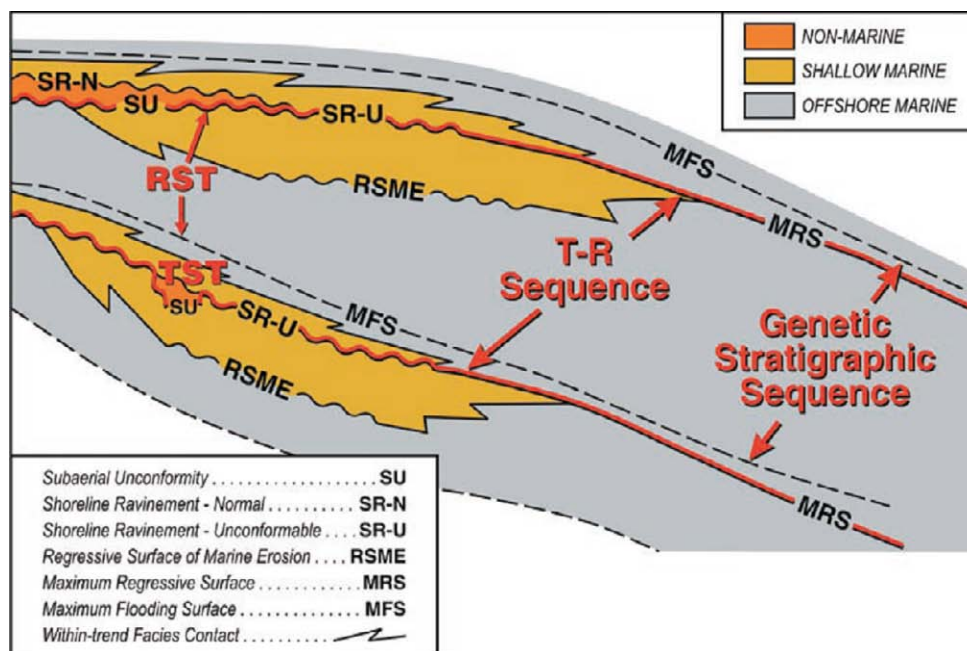 NON-MARINE
SHALLOW MARINE
OFFSHORE MARINE
SR-N
SU
SR-U
RST
RSME
MFS
MRS
T-R
Sequence
Genetic
Stratigraphic
Sequence
TST
SU
SR-U
MFS
RSME
MRS
Subaerial Unconformity . . . . . . . . . . . . . . . . . . . SU
Shoreline Ravinement - Normal . . . . . . . . . . SR-N
Shoreline Ravinement - Unconformable . . SR-U
Regressive Surface of Marine Erosion . . . . RSME
Maximum Regressive Surface . . . . . . . . . . . . MRS
Maximum Flooding Surface . . . . . . . . . . . . . . . MFS
Within-trend Facies Contact . . . . . . . . .